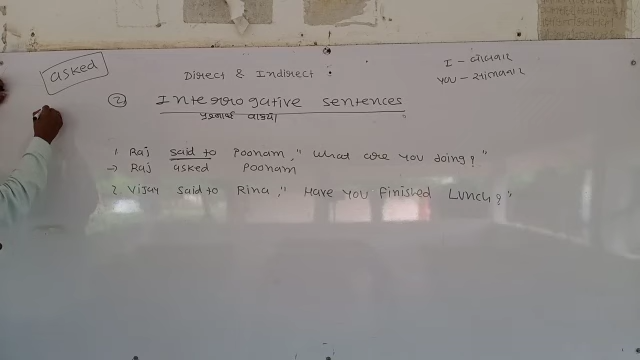 asked
Direct & Indirect :
I - બોલનાર
you - સાંભળનાર
② Interrogative sentences
પ્રશ્નાર્થ વાક્યો
1 Raj said to Poonam, " What are you doing? "
→ Raj asked Poonam
2 Vijay said to Rina, " Have you finished Lunch? "